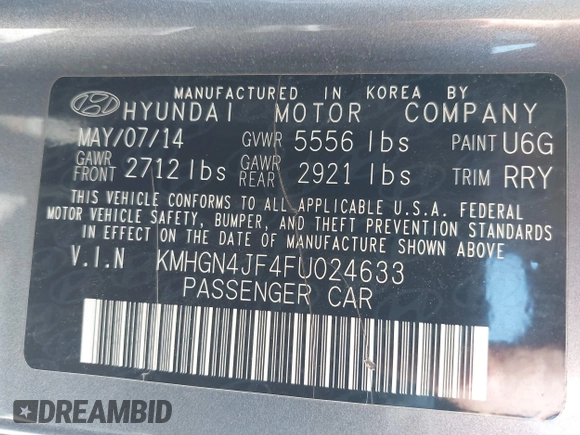 MANUFACTURED IN KOREA BY
HYUNDAI MOTOR COMPANY
MAY/07/14 GVWR 5556 lbs PAINT U6G
GAWR FRONT 2712 lbs GAWR REAR 2921 lbs TRIM RRY
THIS VEHICLE CONFORMS TO ALL APPLICABLE U.S.A. FEDERAL
MOTOR VEHICLE SAFETY, BUMPER, AND THEFT PREVENTION STANDARDS
IN EFFECT ON THE DATE OF MANUFACTURE SHOWN ABOVE
V.I.N KMHGN4JF4FU024633
PASSENGER CAR
DREAMBID